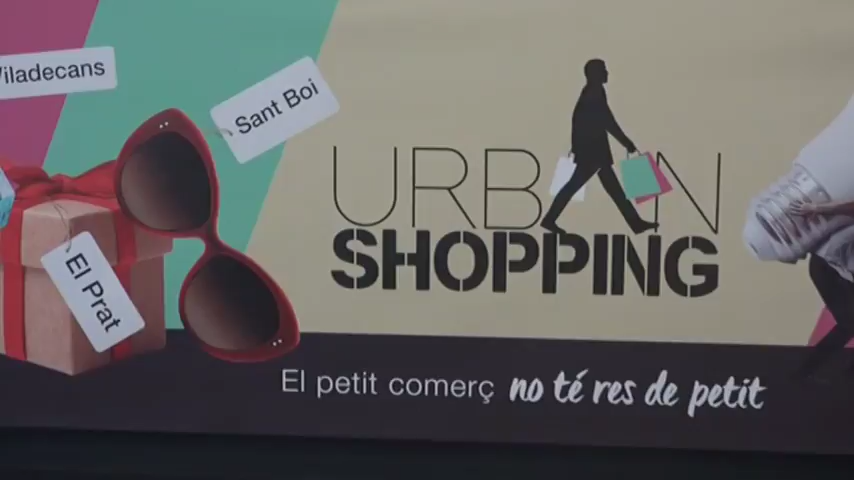 Viladecans
Sant Boi
El Prat
URBAN
SHOPPING
El petit comerç no té res de petit